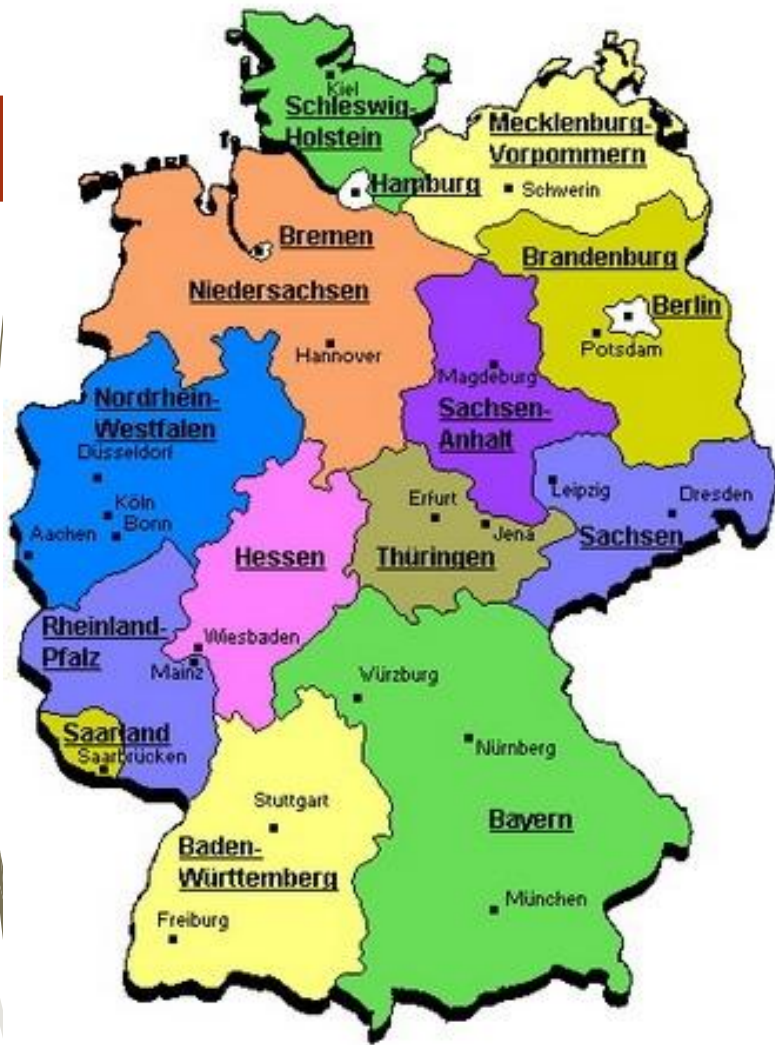 Kiel
Schleswig-
Holstein
Mecklenburg-
Vorpommern
Hamburg
Schwerin
Bremen
Niedersachsen
Brandenburg
Berlin
Potsdam
Hannover
Magdeburg
Sachsen-
Anhalt
Nordrhein-
Westfalen
Düsseldorf
Köln
Bonn
Aachen
Leipzig
Dresden
Sachsen
Erfurt
Jena
Thüringen
Hessen
Rheinland-
Pfalz
Wiesbaden
Mainz
Würzburg
Nürnberg
Saarland
Saarbrücken
Stuttgart
Bayern
Baden-
Württemberg
München
Freiburg